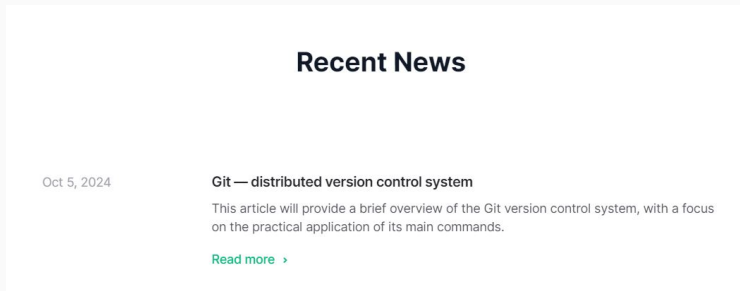 Recent News
Oct 5, 2024
Git — distributed version control system
This article will provide a brief overview of the Git version control system, with a focus
on the practical application of its main commands.
Read more ›